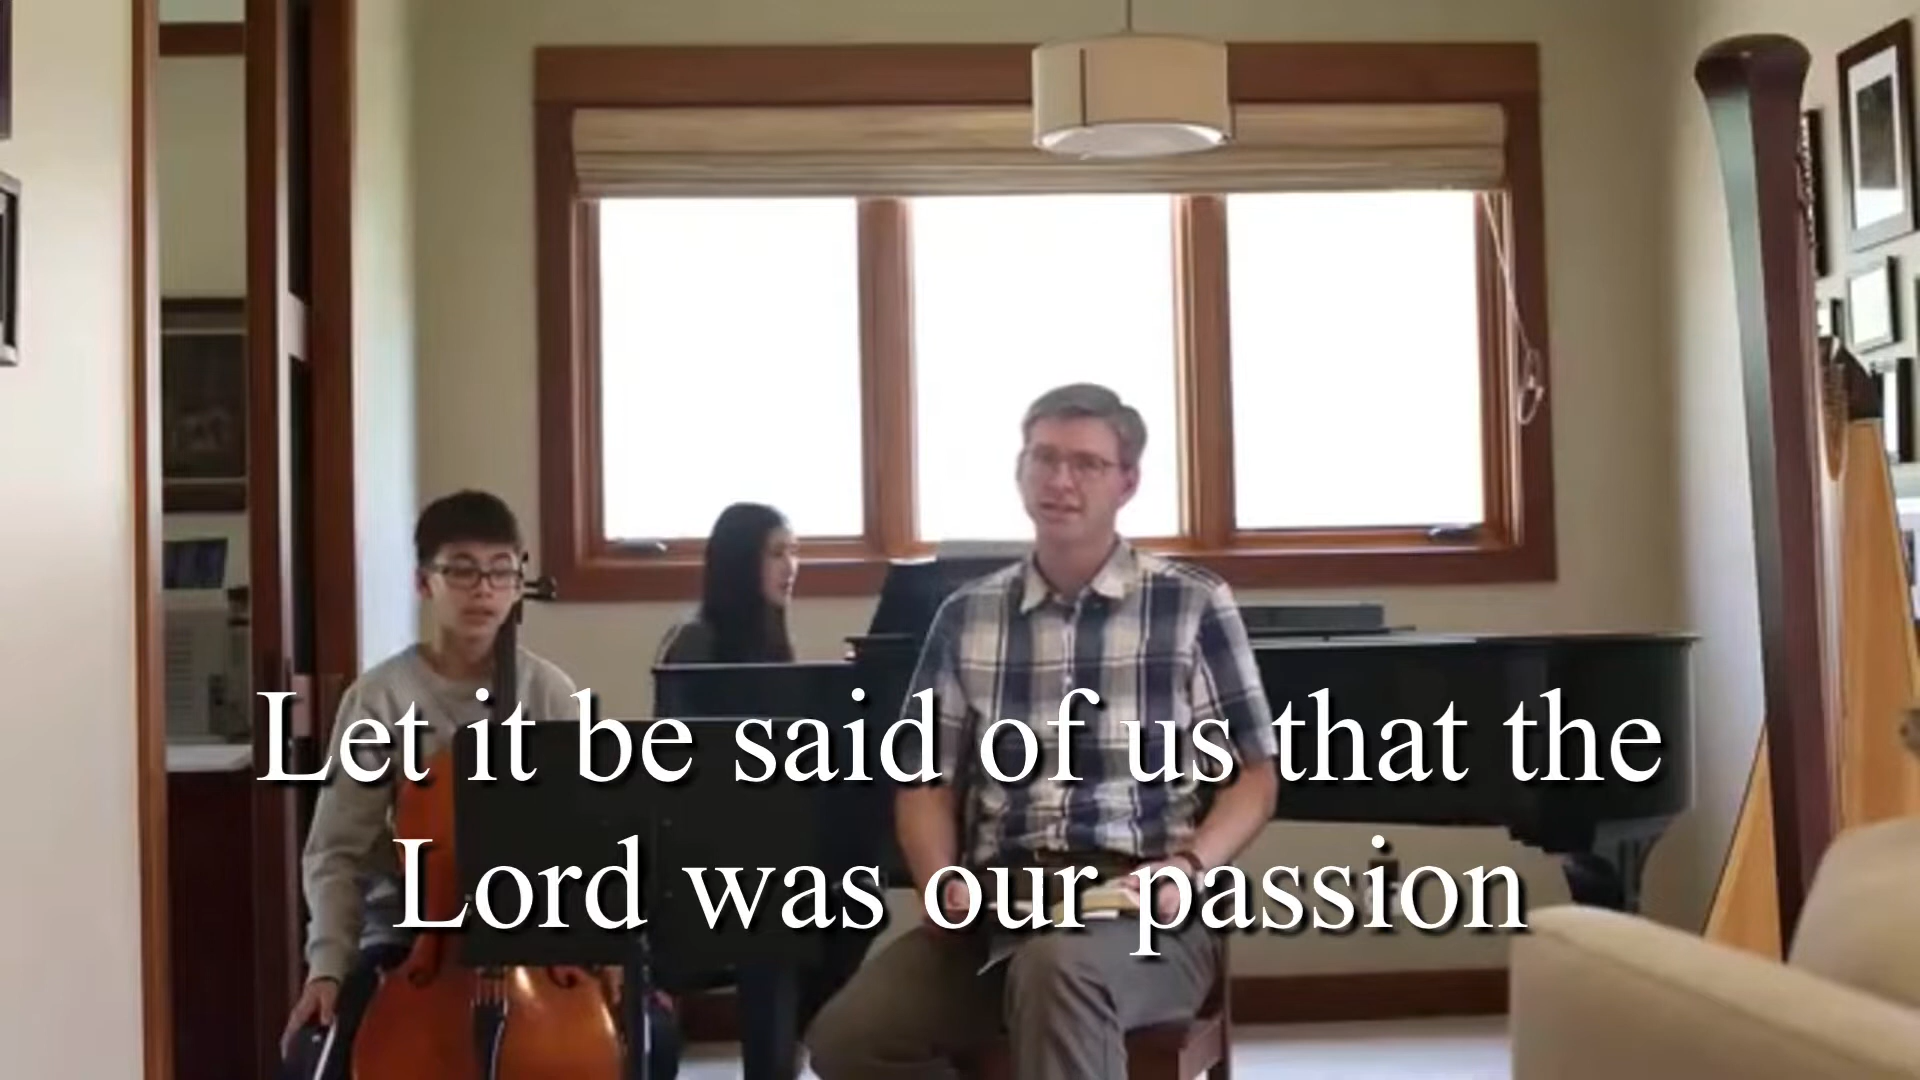 Let it be said of us that the
Lord was our passion